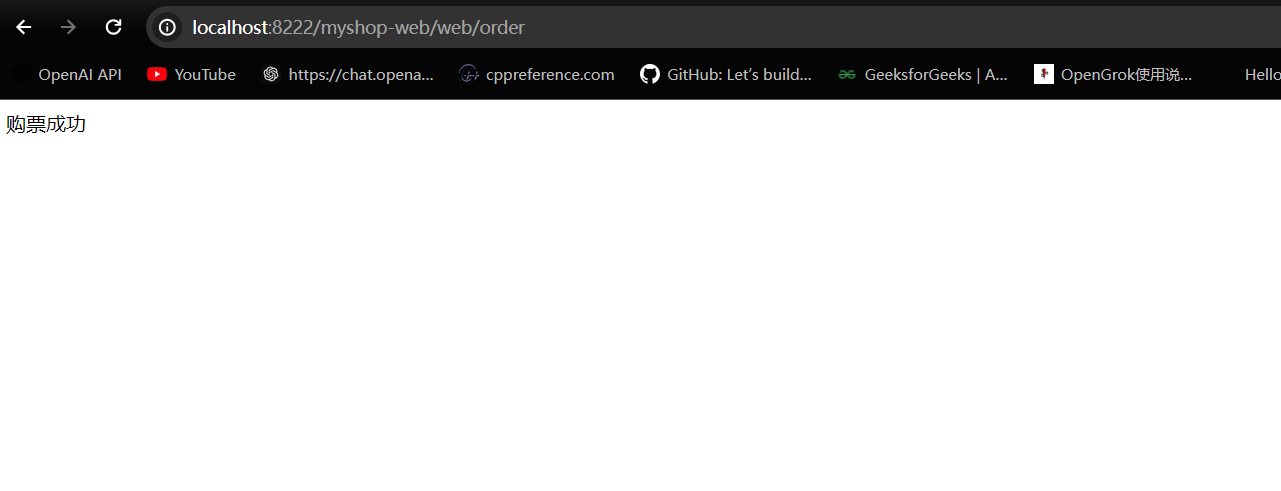 localhost:8222/myshop-web/web/order
OpenAI API YouTube https://chat.opena... cppreference.com GitHub: Let's build... GeeksforGeeks | A... OpenGrok使用说... Hello
购票成功